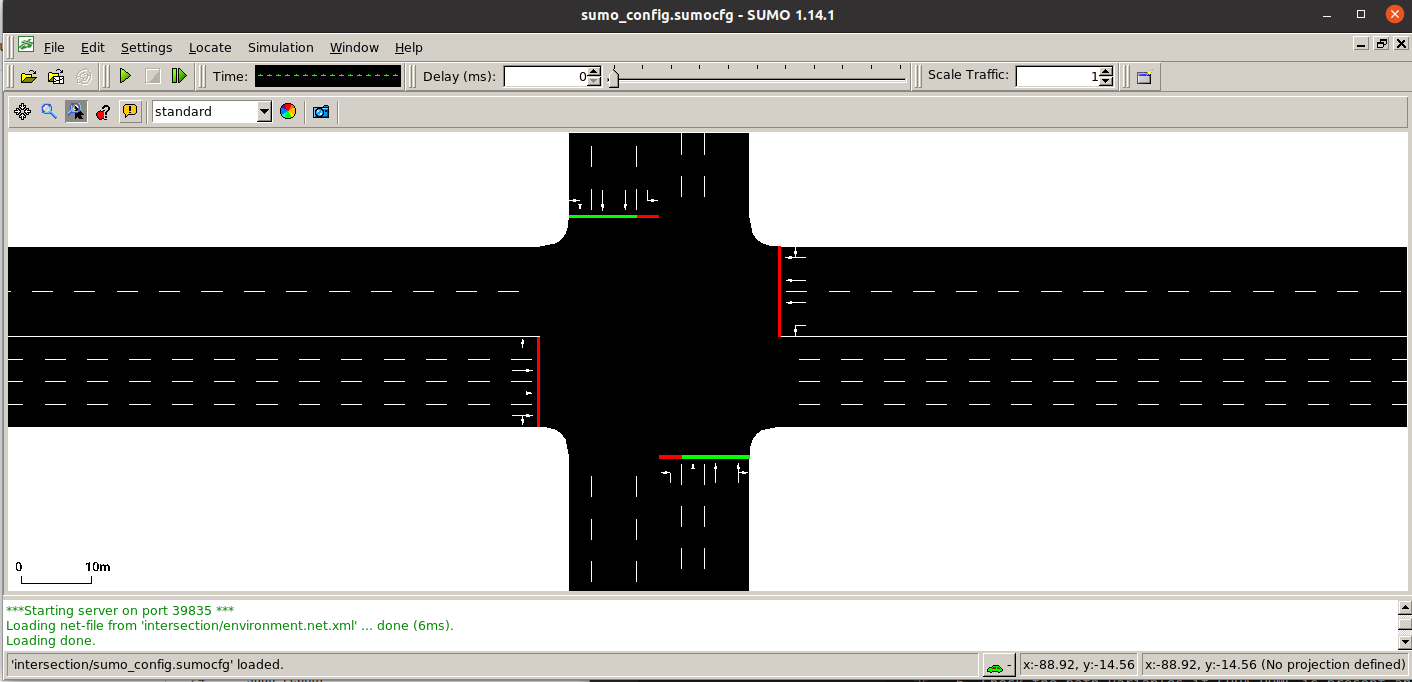 sumo_config.sumocfg - SUMO 1.14.1
File Edit Settings Locate Simulation Window Help
Time: Delay (ms): 0 Scale Traffic: 1
standard
0 10m
***Starting server on port 39835 ***
Loading net-file from 'intersection/environment.net.xml' ... done (6ms).
Loading done.
'intersection/sumo_config.sumocfg' loaded. - x:-88.92, y:-14.56 x:-88.92, y:-14.56 (No projection defined)